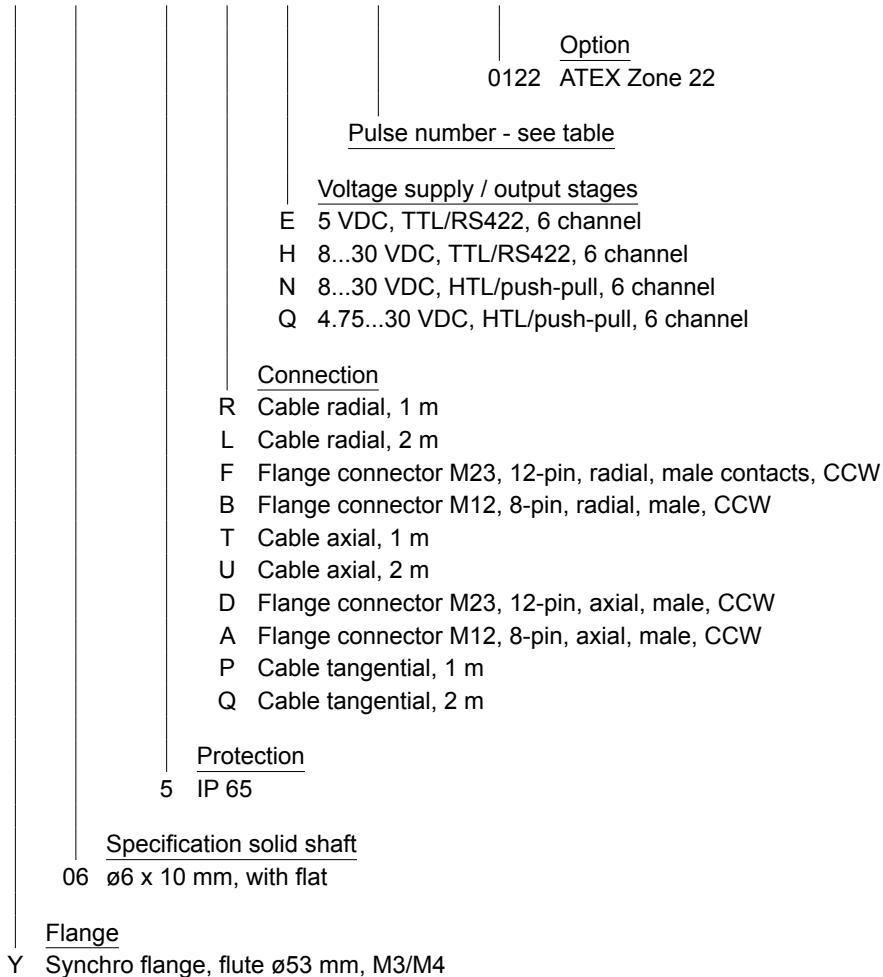 Option
0122 ATEX Zone 22
Pulse number - see table
Voltage supply / output stages
E 5 VDC, TTL/RS422, 6 channel
H 8...30 VDC, TTL/RS422, 6 channel
N 8...30 VDC, HTL/push-pull, 6 channel
Q 4.75...30 VDC, HTL/push-pull, 6 channel
Connection
R Cable radial, 1 m
L Cable radial, 2 m
F Flange connector M23, 12-pin, radial, male contacts, CCW
B Flange connector M12, 8-pin, radial, male, CCW
T Cable axial, 1 m
U Cable axial, 2 m
D Flange connector M23, 12-pin, axial, male, CCW
A Flange connector M12, 8-pin, axial, male, CCW
P Cable tangential, 1 m
Q Cable tangential, 2 m
Protection
5 IP 65
Specification solid shaft
06 ø6 x 10 mm, with flat
Flange
Y Synchro flange, flute ø53 mm, M3/M4